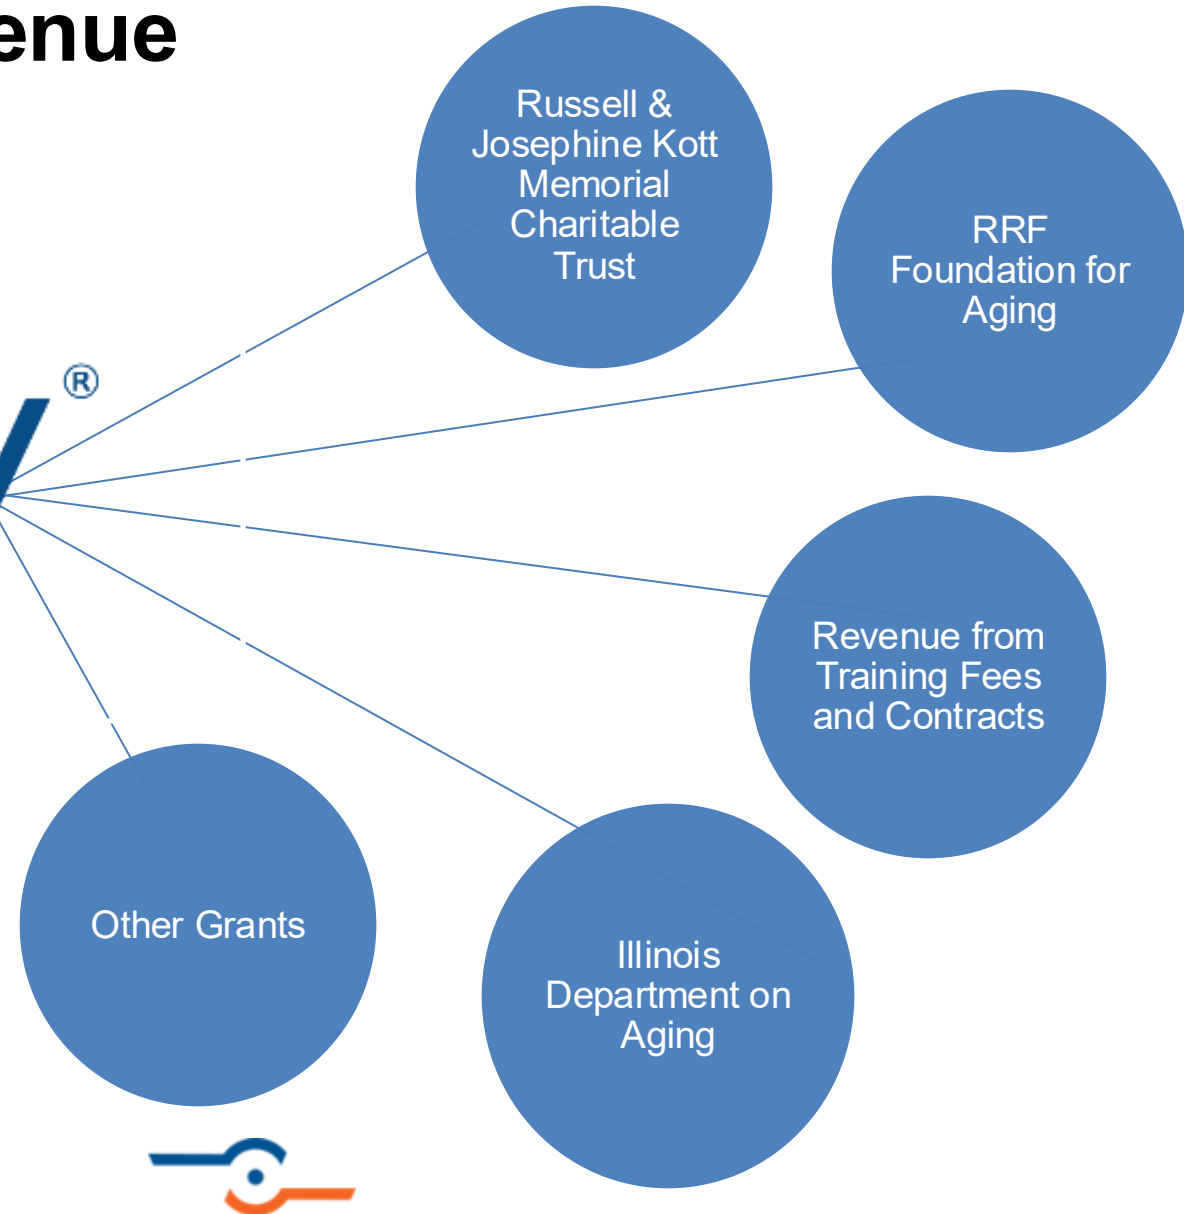 enue
Russell &
Josephine Kott
Memorial
Charitable
Trust
RRF
Foundation for
Aging
®
Revenue from
Training Fees
and Contracts
Other Grants
Illinois
Department on
Aging